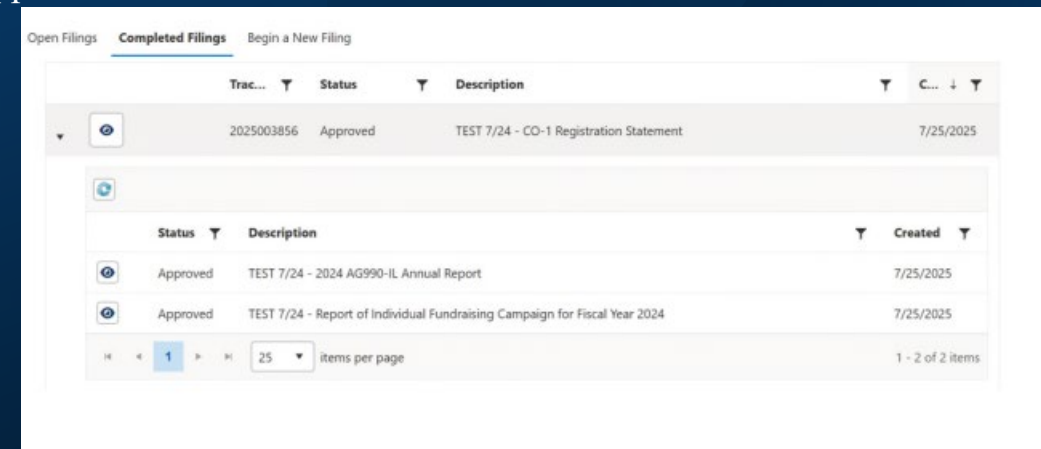 Open Filings Completed Filings Begin a New Filing
Trac... Status Description C... ↓
2025003856 Approved TEST 7/24 - CO-1 Registration Statement 7/25/2025
Status Description Created
Approved TEST 7/24 - 2024 AG990-IL Annual Report 7/25/2025
Approved TEST 7/24 - Report of Individual Fundraising Campaign for Fiscal Year 2024 7/25/2025
1 25 items per page 1 - 2 of 2 items